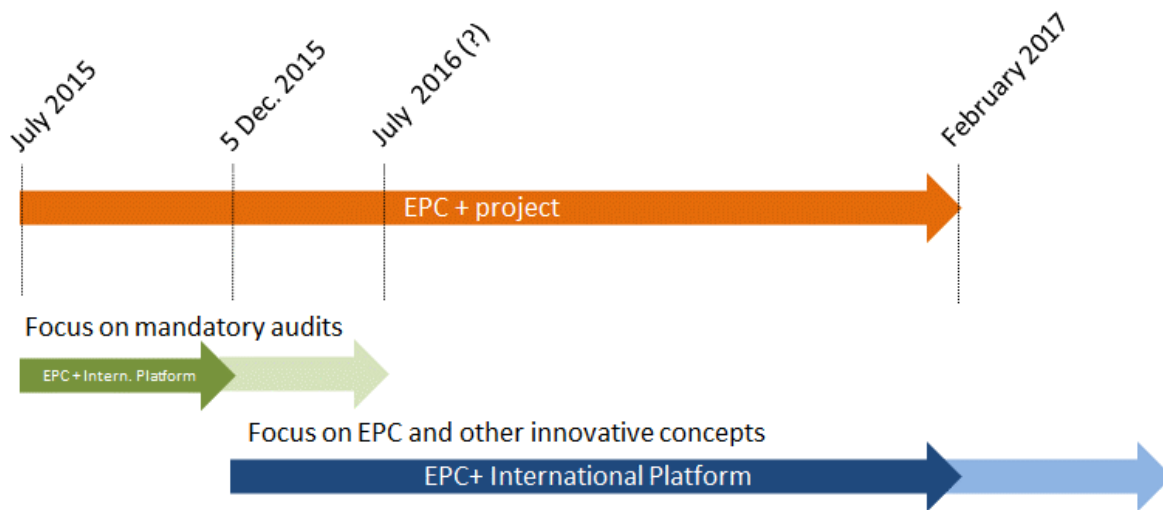 July 2015
5 Dec. 2015
July 2016 (?)
February 2017
EPC + project
Focus on mandatory audits
EPC + Intern. Platform
Focus on EPC and other innovative concepts
EPC+ International Platform